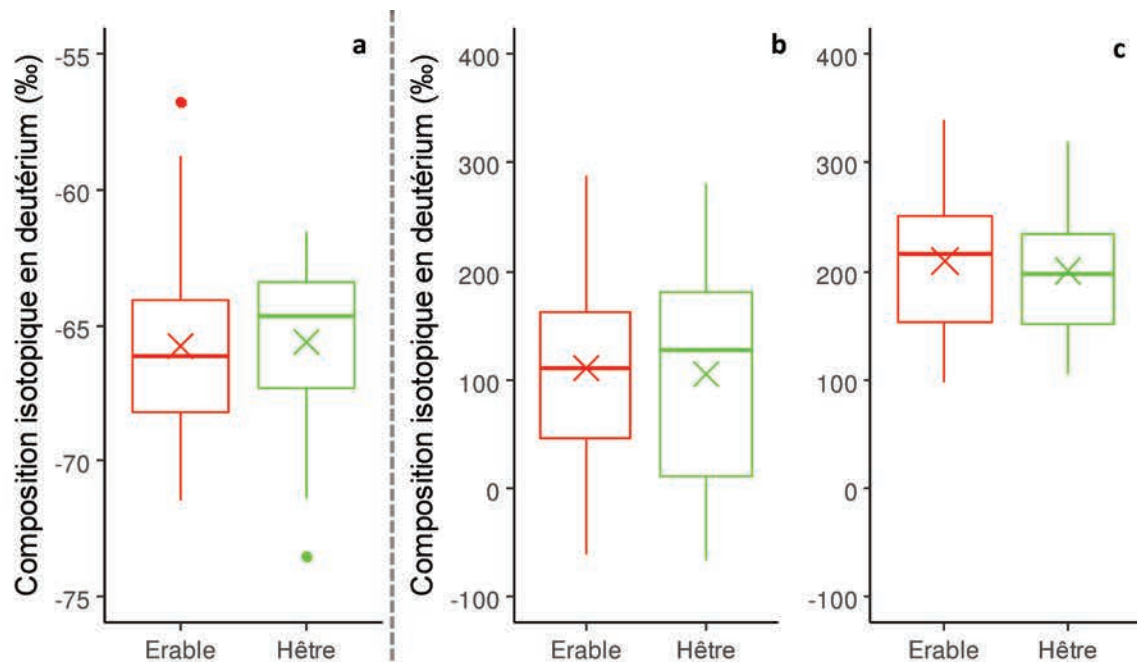 Composition isotopique en deutérium (‰)
a
-55
-60
-65
-70
-75
Erable Hêtre
Composition isotopique en deutérium (‰)
b
400
300
200
100
0
-100
Erable Hêtre
c
400
300
200
100
0
-100
Erable Hêtre